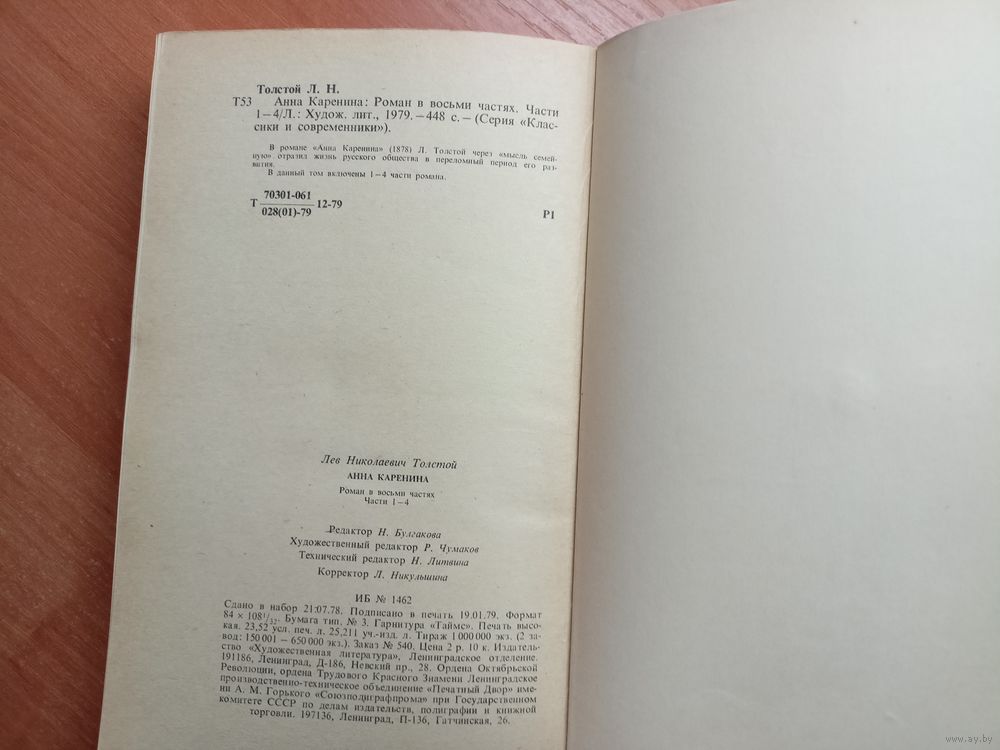 Толстой Л. Н.
Т53 Анна Каренина: Роман в восьми частях. Части
1—4/Л.: Худож. лит., 1979.—448 с.—(Серия «Клас-
сики и современники»).
В романе «Анна Каренина» (1878) Л. Толстой через «мысль семей-
ную» отразил жизнь русского общества в переломный период его раз-
вития.
В данный том включены 1—4 части романа.
Т 70301-061
028(01)-79 12-79
Р1
Лев Николаевич Толстой
АННА КАРЕНИНА
Роман в восьми частях
Части 1—4
Редактор Н. Булгакова
Художественный редактор Р. Чумаков
Технический редактор Н. Литвина
Корректор Л. Никульшина
ИБ № 1462
Сдано в набор 21.07.78. Подписано в печать 19.01.79. Формат
84 × 108 1/32. Бумага тип. № 3. Гарнитура «Таймс». Печать высо-
кая. 23,52 усл. печ. л. 25,211 уч.-изд. л. Тираж 1 000 000 экз. (2 за-
вод: 150 001 — 650 000 экз.). Заказ № 540. Цена 2 р. 10 к. Издатель-
ство «Художественная литература», Ленинградское отделение.
191186, Ленинград, Д-186, Невский пр., 28. Ордена Октябрьской
Революции, ордена Трудового Красного Знамени Ленинградское
производственно-техническое объединение «Печатный Двор» име-
ни А. М. Горького «Союзполиграфпрома» при Государственном
комитете СССР по делам издательств, полиграфии и книжной
торговли. 197136, Ленинград, П-136, Гатчинская, 26.
www.ay.by